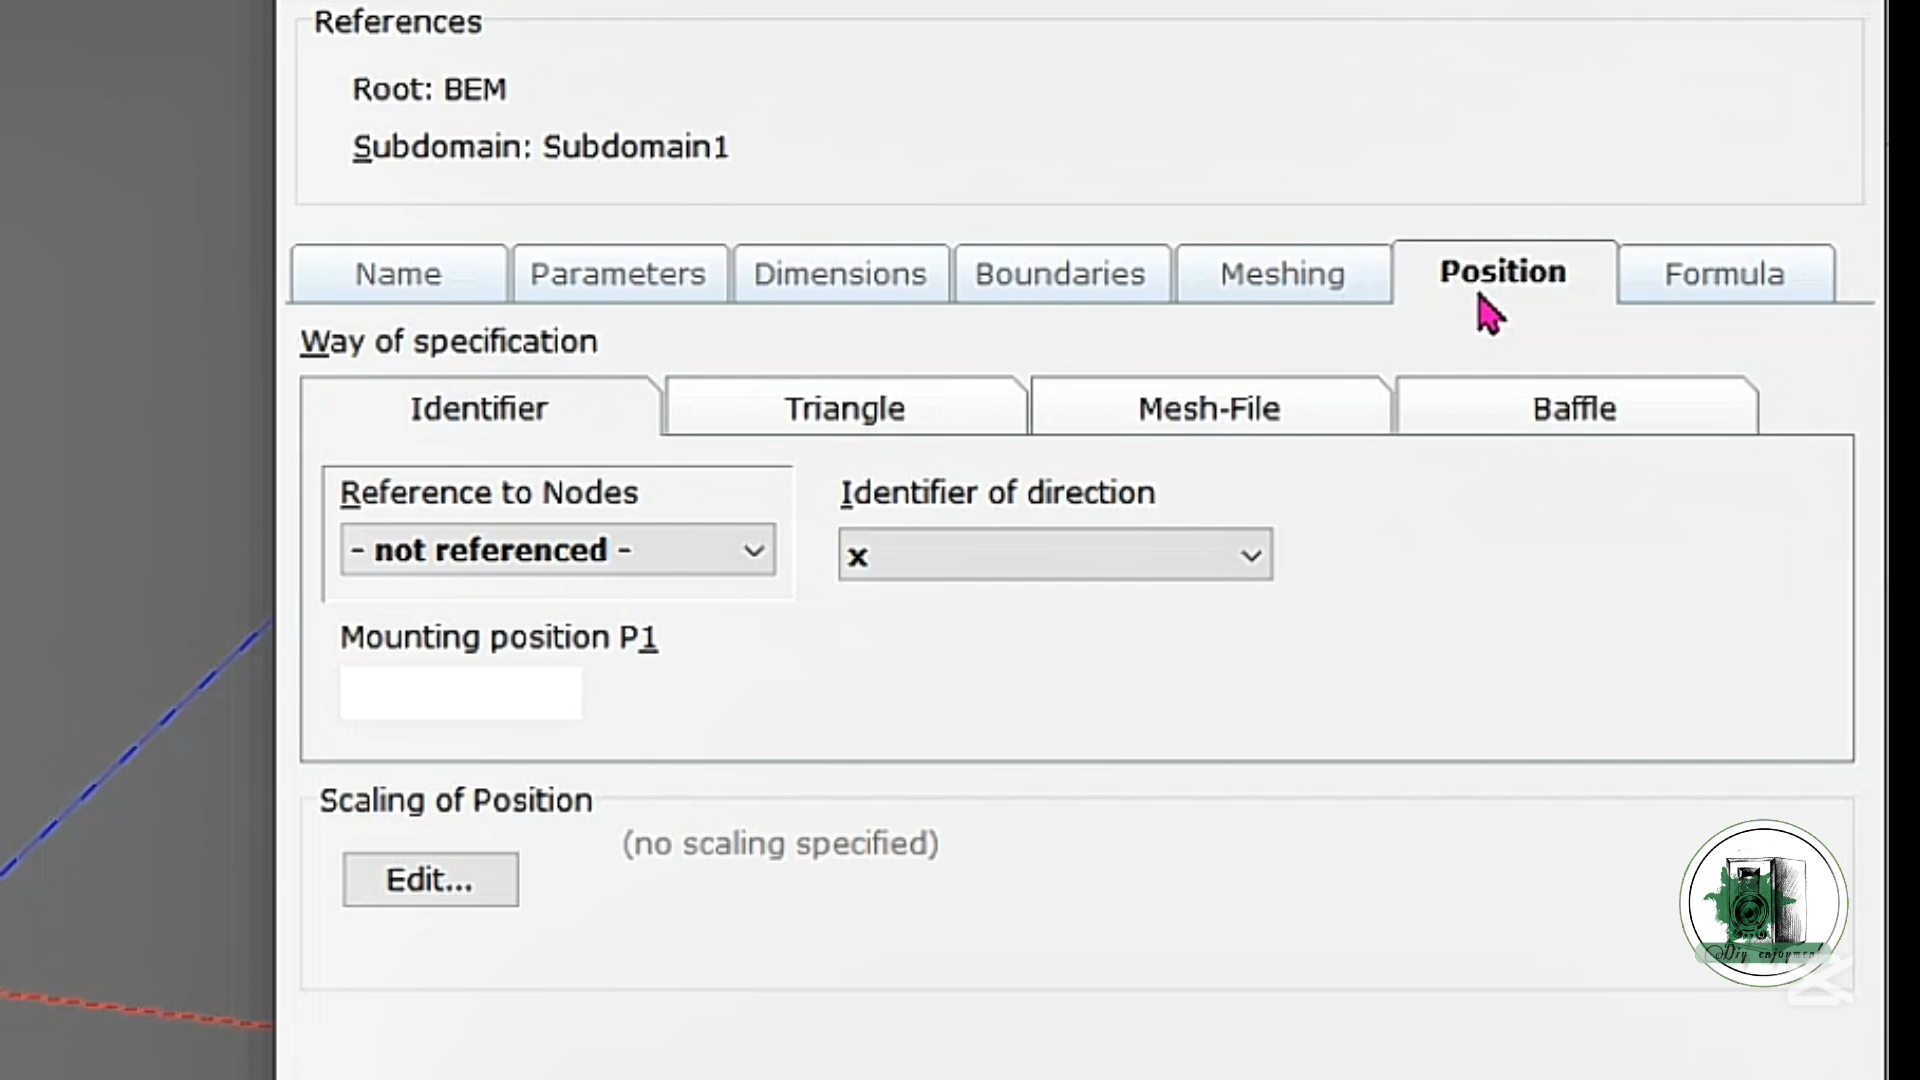 References
Root: BEM
Subdomain: Subdomain1
Name Parameters Dimensions Boundaries Meshing Position Formula
Way of specification
Identifier Triangle Mesh-File Baffle
Reference to Nodes Identifier of direction
- not referenced - x
Mounting position P1
Scaling of Position
(no scaling specified)
Edit...
Diy enjoyment